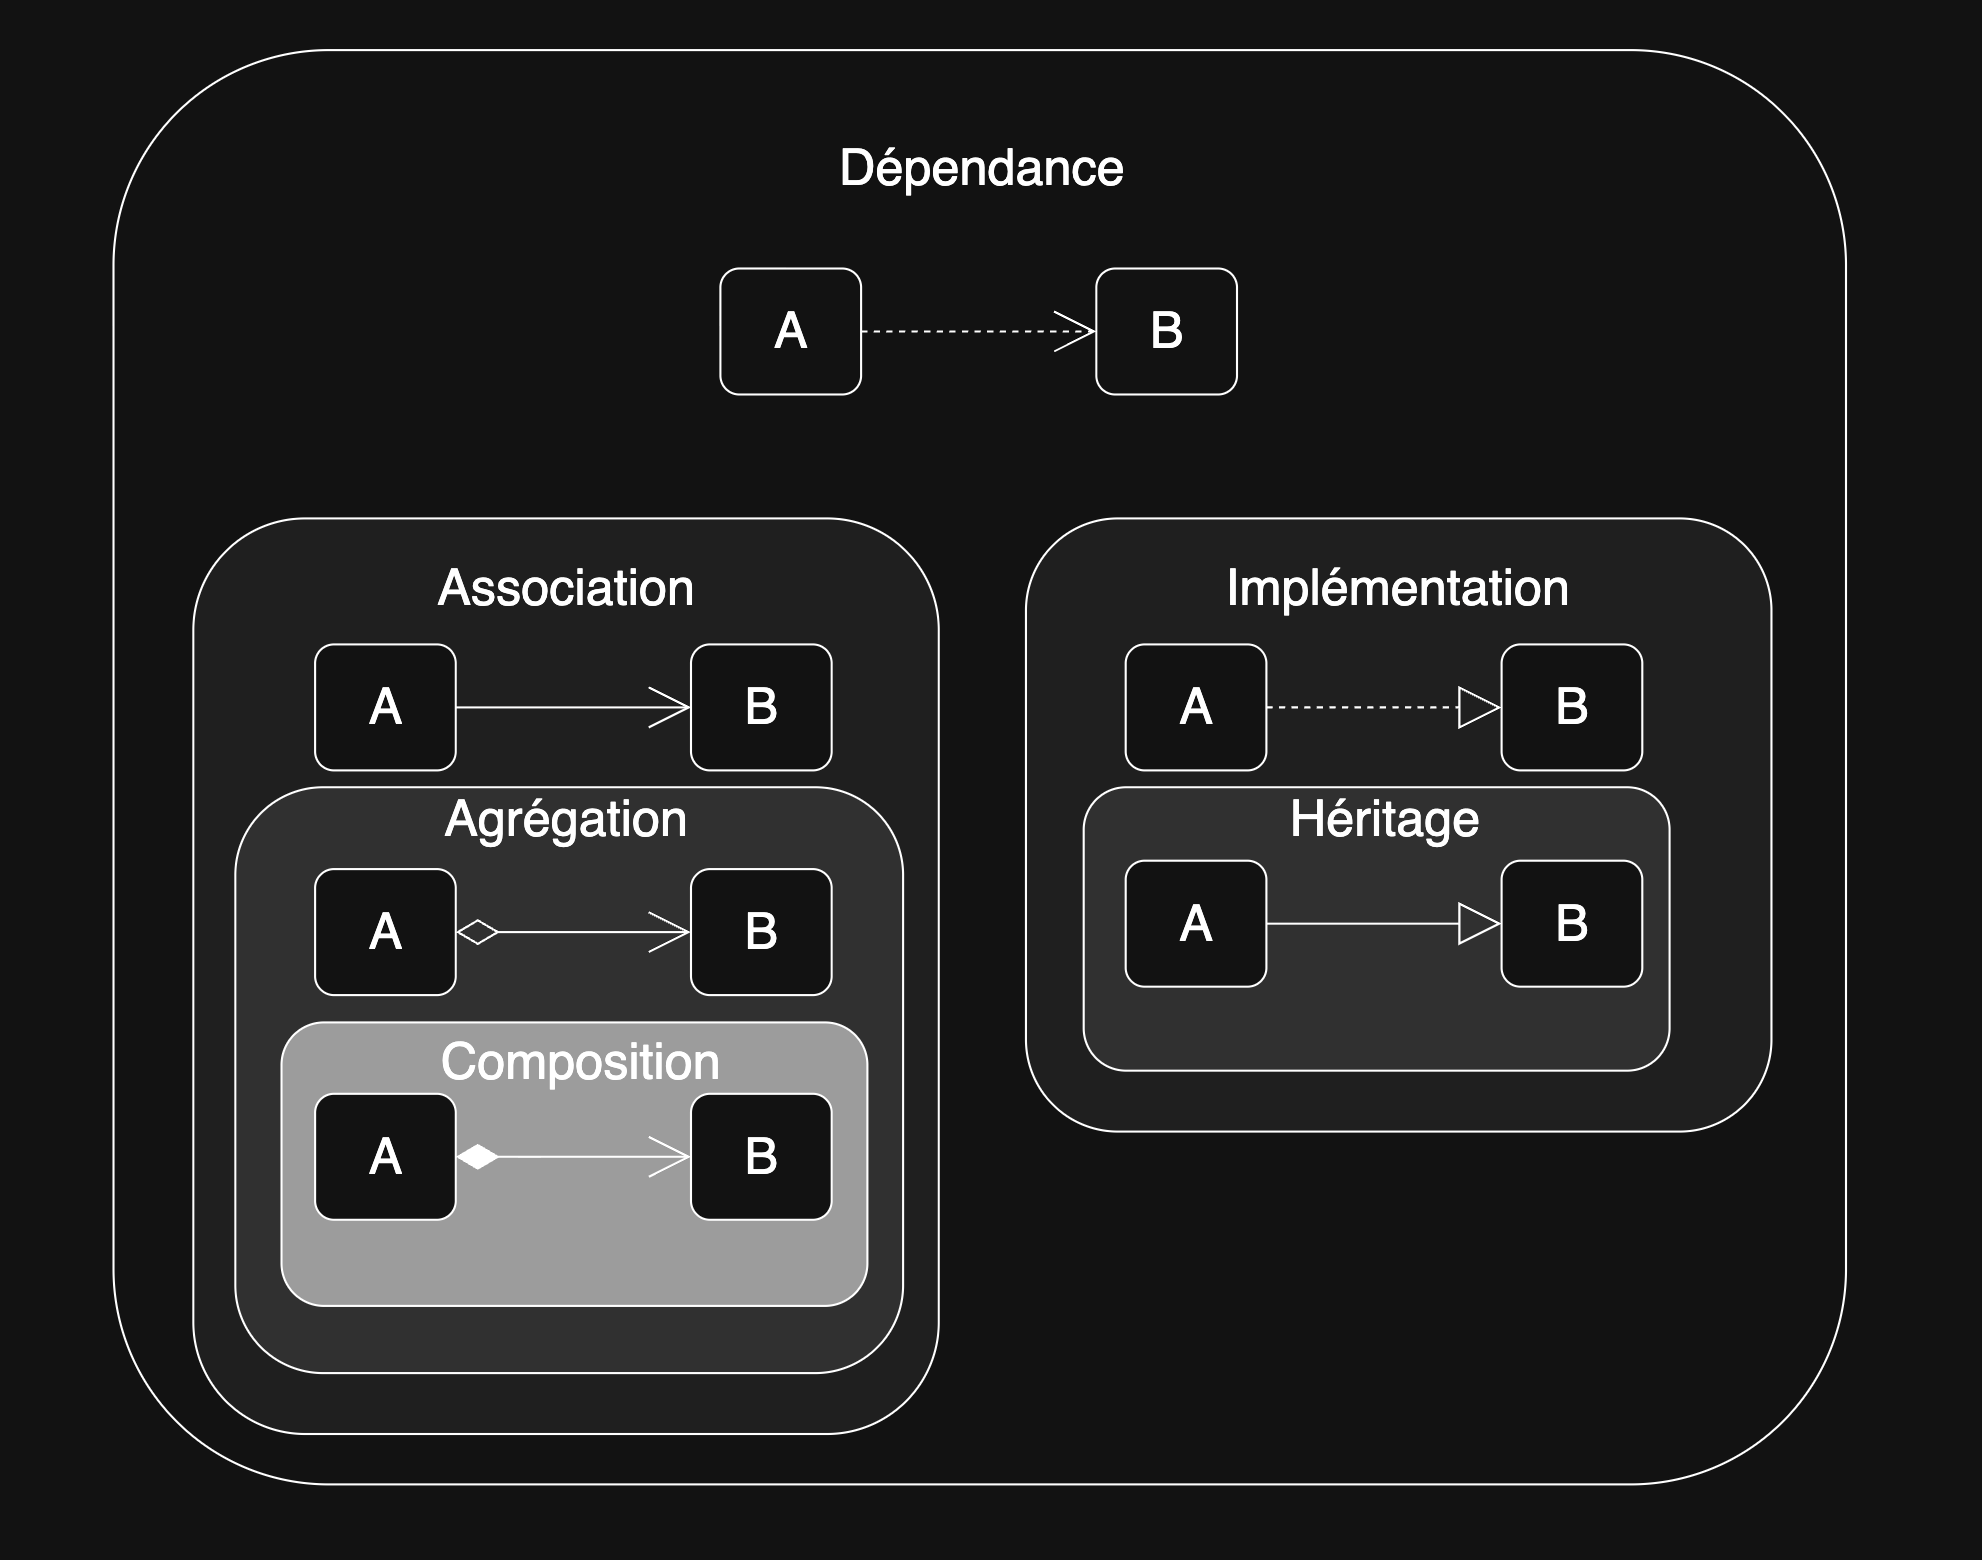 Dépendance
A
B
Association
A
B
Agrégation
A
B
Composition
A
B
Implémentation
A
B
Héritage
A
B